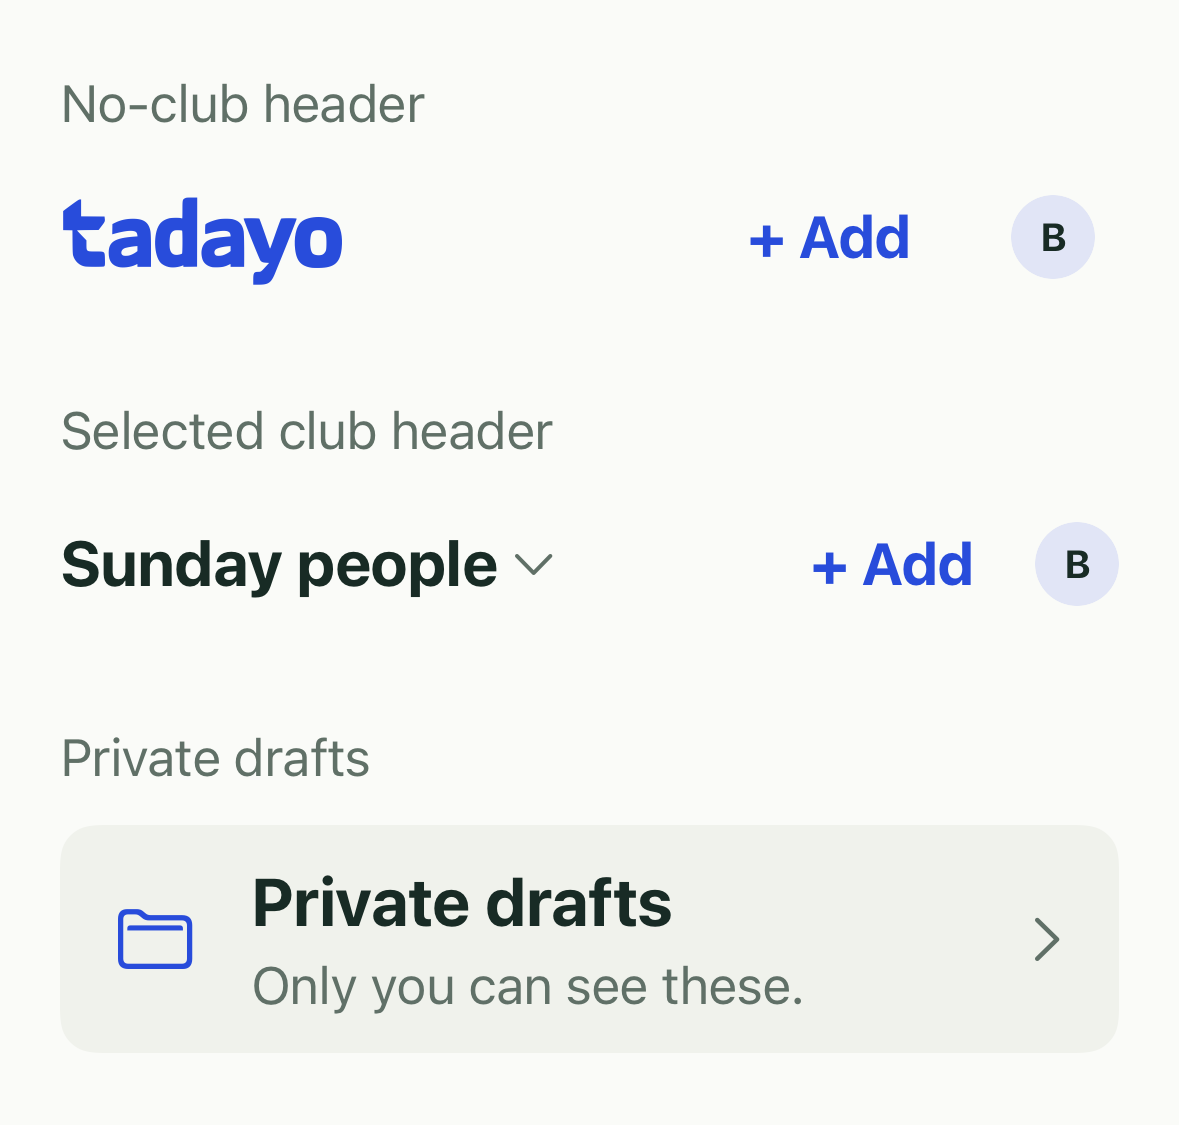 No-club header
tadayo
+ Add
B
Selected club header
Sunday people
+ Add
B
Private drafts
Private drafts
Only you can see these.